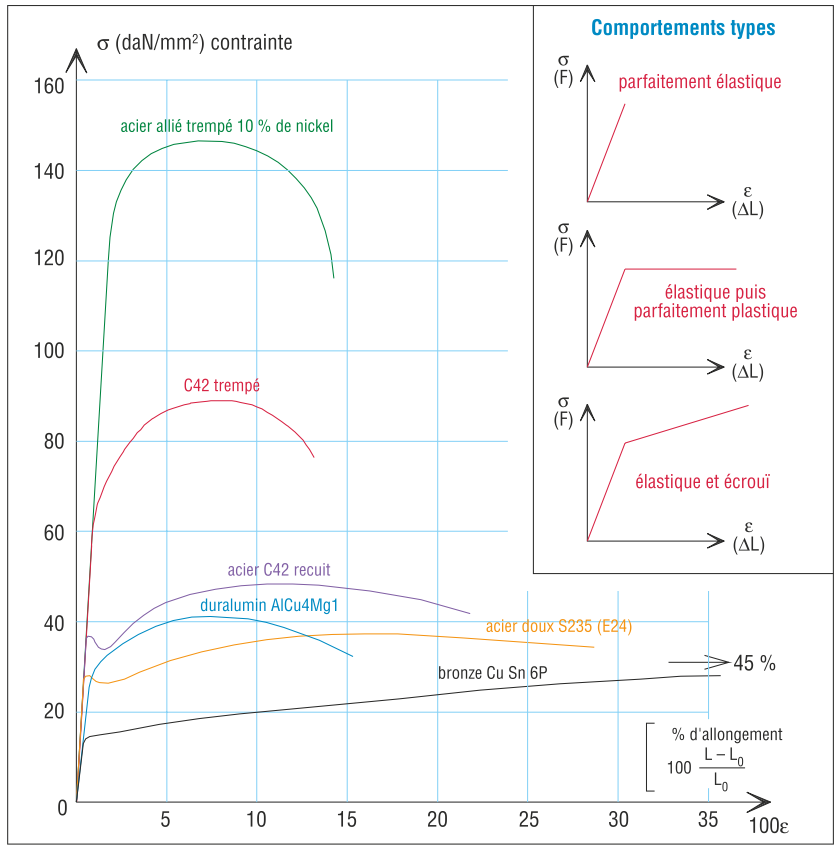 σ (daN/mm²) contrainte
160
140
120
100
80
60
40
20
0
5
10
15
20
25
30
35
100ε
acier allié trempé 10 % de nickel
C42 trempé
acier C42 recuit
duralumin AlCu4Mg1
acier doux S235 (E24)
bronze Cu Sn 6P
45 %
% d'allongement
100 L – L₀
L₀
Comportements types
σ
(F)
parfaitement élastique
ε
(ΔL)
σ
(F)
élastique puis
parfaitement plastique
ε
(ΔL)
σ
(F)
élastique et écrouï
ε
(ΔL)